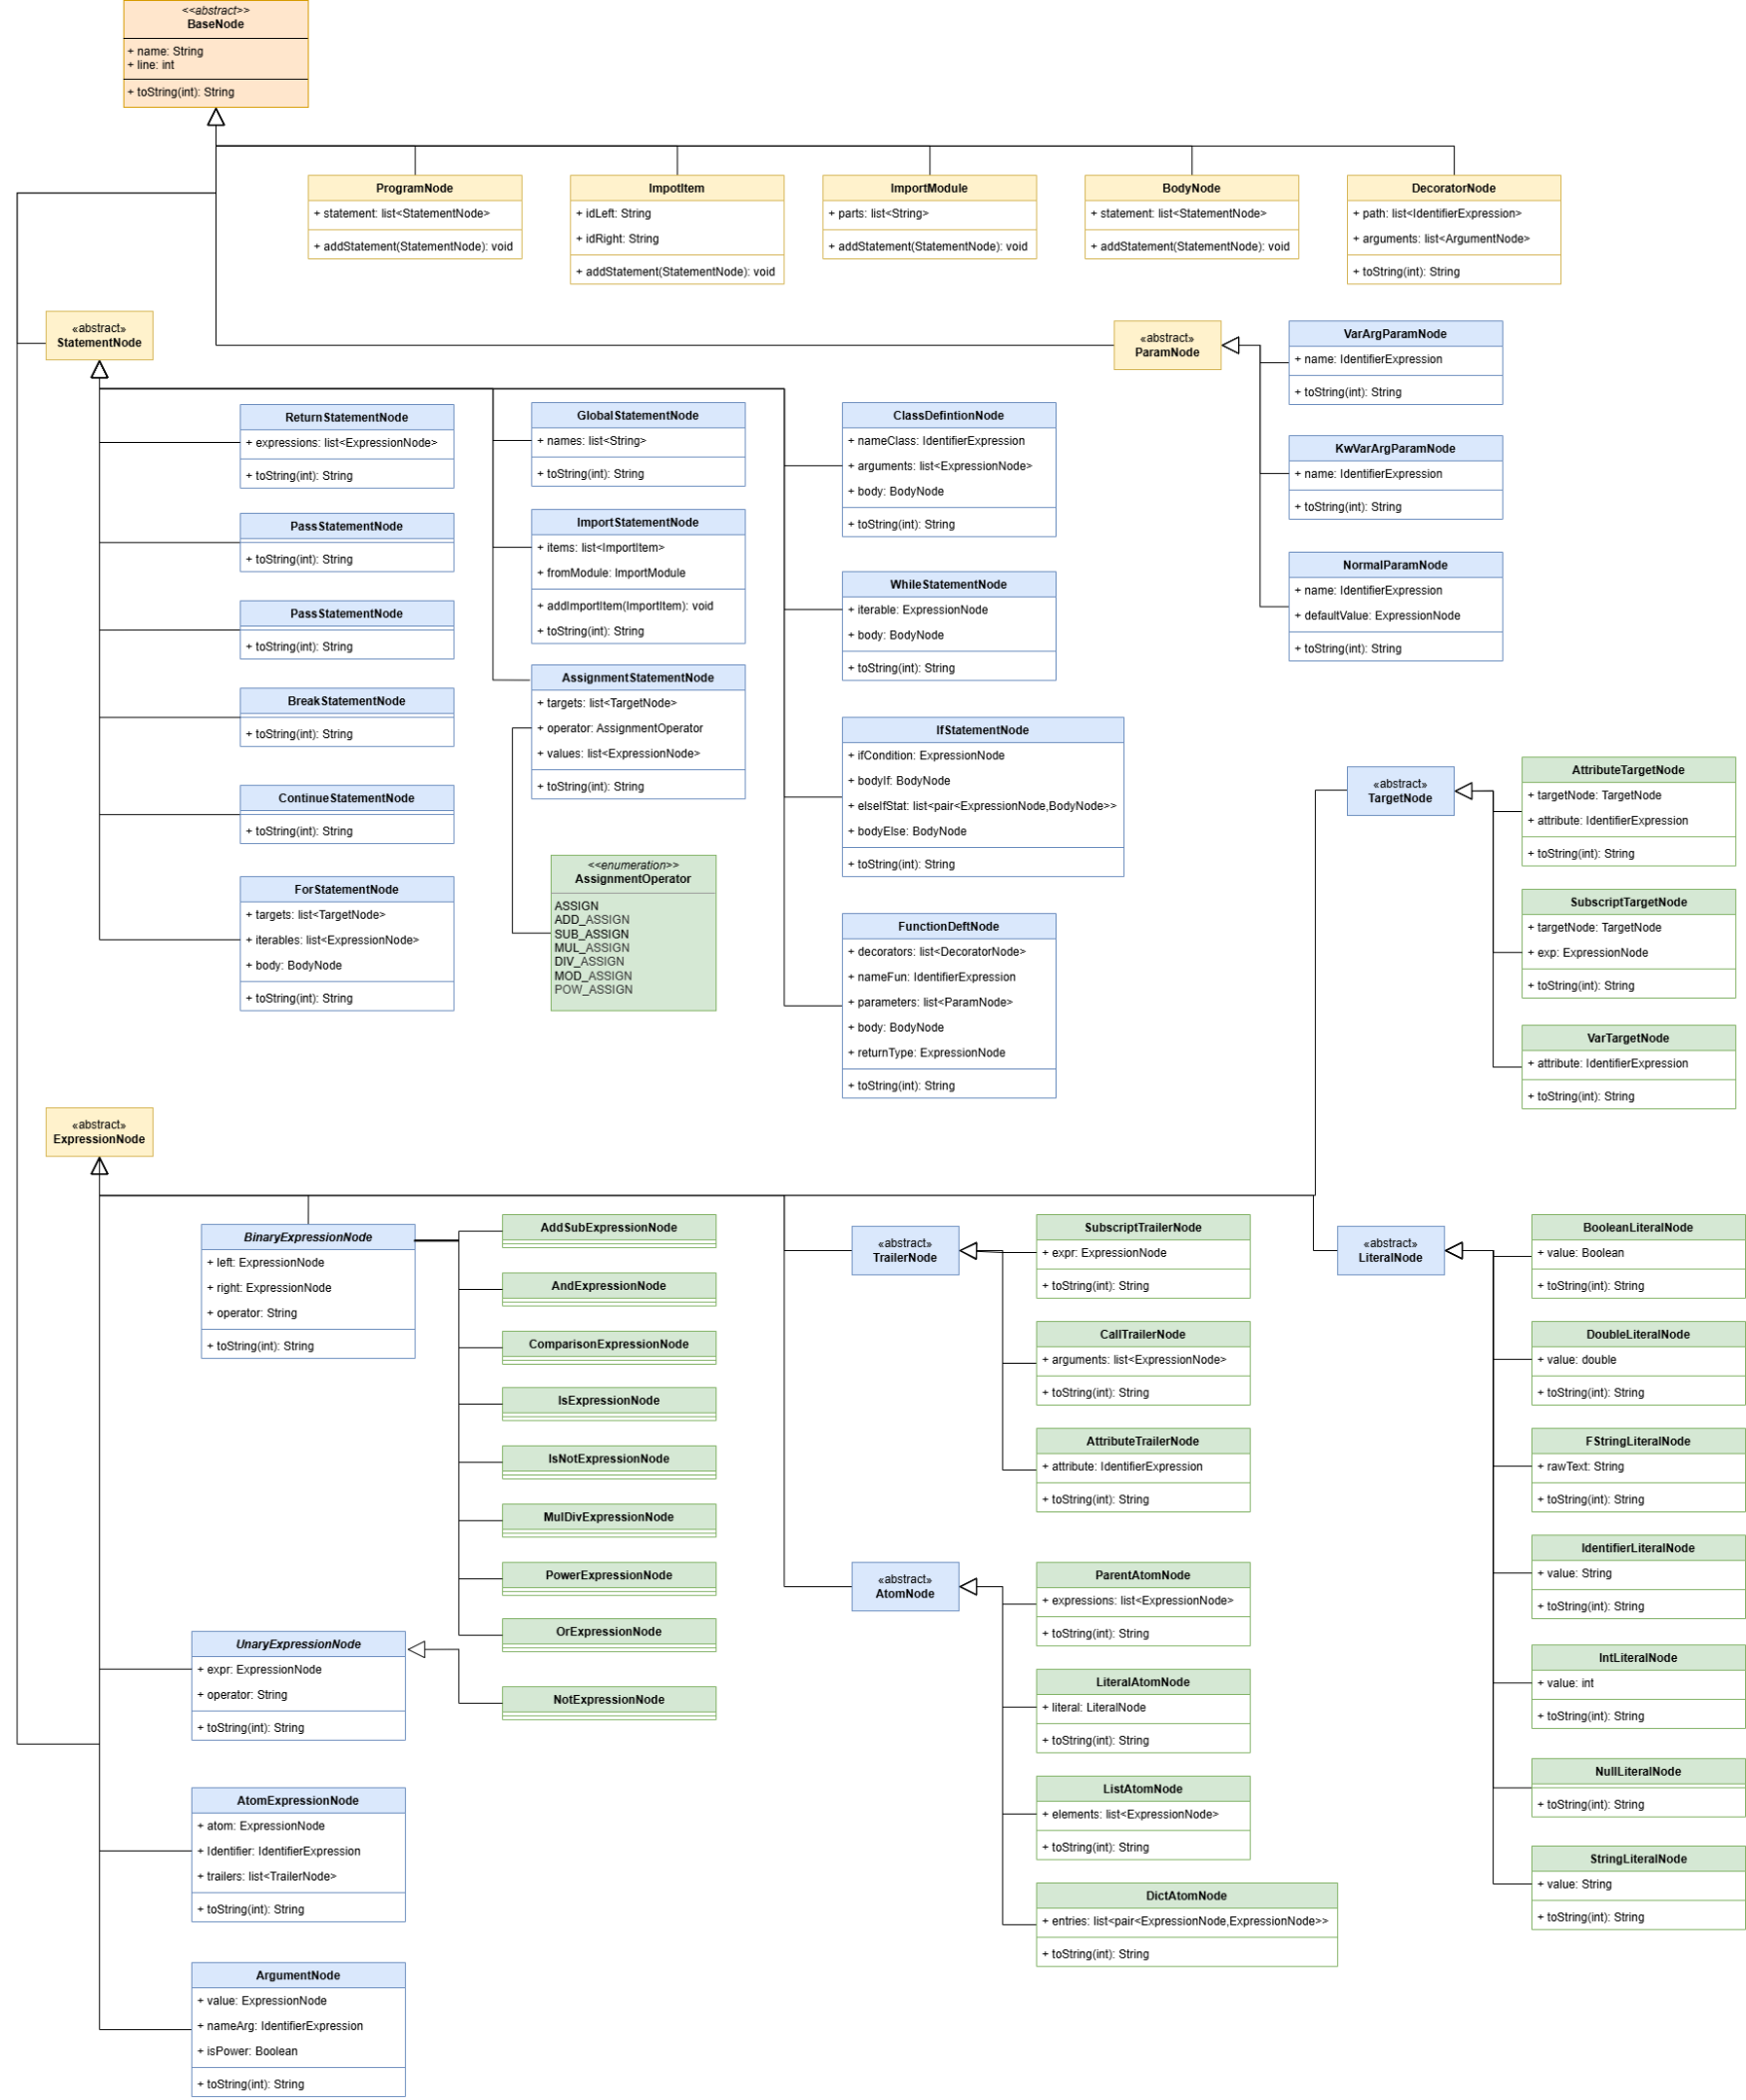 <<abstract>>
BaseNode
+ name: String
+ line: int
+ toString(int): String
ProgramNode
+ statement: list<StatementNode>
+ addStatement(StatementNode): void
ImpotItem
+ idLeft: String
+ idRight: String
+ addStatement(StatementNode): void
ImportModule
+ parts: list<String>
+ addStatement(StatementNode): void
BodyNode
+ statement: list<StatementNode>
+ addStatement(StatementNode): void
DecoratorNode
+ path: list<IdentifierExpression>
+ arguments: list<ArgumentNode>
+ toString(int): String
«abstract»
StatementNode
«abstract»
ParamNode
VarArgParamNode
+ name: IdentifierExpression
+ toString(int): String
KwVarArgParamNode
+ name: IdentifierExpression
+ toString(int): String
NormalParamNode
+ name: IdentifierExpression
+ defaultValue: ExpressionNode
+ toString(int): String
ReturnStatementNode
+ expressions: list<ExpressionNode>
+ toString(int): String
PassStatementNode
+ toString(int): String
PassStatementNode
+ toString(int): String
BreakStatementNode
+ toString(int): String
ContinueStatementNode
+ toString(int): String
ForStatementNode
+ targets: list<TargetNode>
+ iterables: list<ExpressionNode>
+ body: BodyNode
+ toString(int): String
GlobalStatementNode
+ names: list<String>
+ toString(int): String
ImportStatementNode
+ items: list<ImportItem>
+ fromModule: ImportModule
+ addImportItem(ImportItem): void
+ toString(int): String
AssignmentStatementNode
+ targets: list<TargetNode>
+ operator: AssignmentOperator
+ values: list<ExpressionNode>
+ toString(int): String
<<enumeration>>
AssignmentOperator
ASSIGN
ADD_ASSIGN
SUB_ASSIGN
MUL_ASSIGN
DIV_ASSIGN
MOD_ASSIGN
POW_ASSIGN
ClassDefintionNode
+ nameClass: IdentifierExpression
+ arguments: list<ExpressionNode>
+ body: BodyNode
+ toString(int): String
WhileStatementNode
+ iterable: ExpressionNode
+ body: BodyNode
+ toString(int): String
IfStatementNode
+ ifCondition: ExpressionNode
+ bodyIf: BodyNode
+ elseIfStat: list<pair<ExpressionNode,BodyNode>>
+ bodyElse: BodyNode
+ toString(int): String
FunctionDeftNode
+ decorators: list<DecoratorNode>
+ nameFun: IdentifierExpression
+ parameters: list<ParamNode>
+ body: BodyNode
+ returnType: ExpressionNode
+ toString(int): String
«abstract»
TargetNode
AttributeTargetNode
+ targetNode: TargetNode
+ attribute: IdentifierExpression
+ toString(int): String
SubscriptTargetNode
+ targetNode: TargetNode
+ exp: ExpressionNode
+ toString(int): String
VarTargetNode
+ attribute: IdentifierExpression
+ toString(int): String
«abstract»
ExpressionNode
BinaryExpressionNode
+ left: ExpressionNode
+ right: ExpressionNode
+ operator: String
+ toString(int): String
AddSubExpressionNode
AndExpressionNode
ComparisonExpressionNode
IsExpressionNode
IsNotExpressionNode
MulDivExpressionNode
PowerExpressionNode
OrExpressionNode
UnaryExpressionNode
+ expr: ExpressionNode
+ operator: String
+ toString(int): String
NotExpressionNode
AtomExpressionNode
+ atom: ExpressionNode
+ Identifier: IdentifierExpression
+ trailers: list<TrailerNode>
+ toString(int): String
ArgumentNode
+ value: ExpressionNode
+ nameArg: IdentifierExpression
+ isPower: Boolean
+ toString(int): String
«abstract»
TrailerNode
SubscriptTrailerNode
+ expr: ExpressionNode
+ toString(int): String
CallTrailerNode
+ arguments: list<ExpressionNode>
+ toString(int): String
AttributeTrailerNode
+ attribute: IdentifierExpression
+ toString(int): String
«abstract»
AtomNode
ParentAtomNode
+ expressions: list<ExpressionNode>
+ toString(int): String
LiteralAtomNode
+ literal: LiteralNode
+ toString(int): String
ListAtomNode
+ elements: list<ExpressionNode>
+ toString(int): String
DictAtomNode
+ entries: list<pair<ExpressionNode,ExpressionNode>>
+ toString(int): String
«abstract»
LiteralNode
BooleanLiteralNode
+ value: Boolean
+ toString(int): String
DoubleLiteralNode
+ value: double
+ toString(int): String
FStringLiteralNode
+ rawText: String
+ toString(int): String
IdentifierLiteralNode
+ value: String
+ toString(int): String
IntLiteralNode
+ value: int
+ toString(int): String
NullLiteralNode
+ toString(int): String
StringLiteralNode
+ value: String
+ toString(int): String